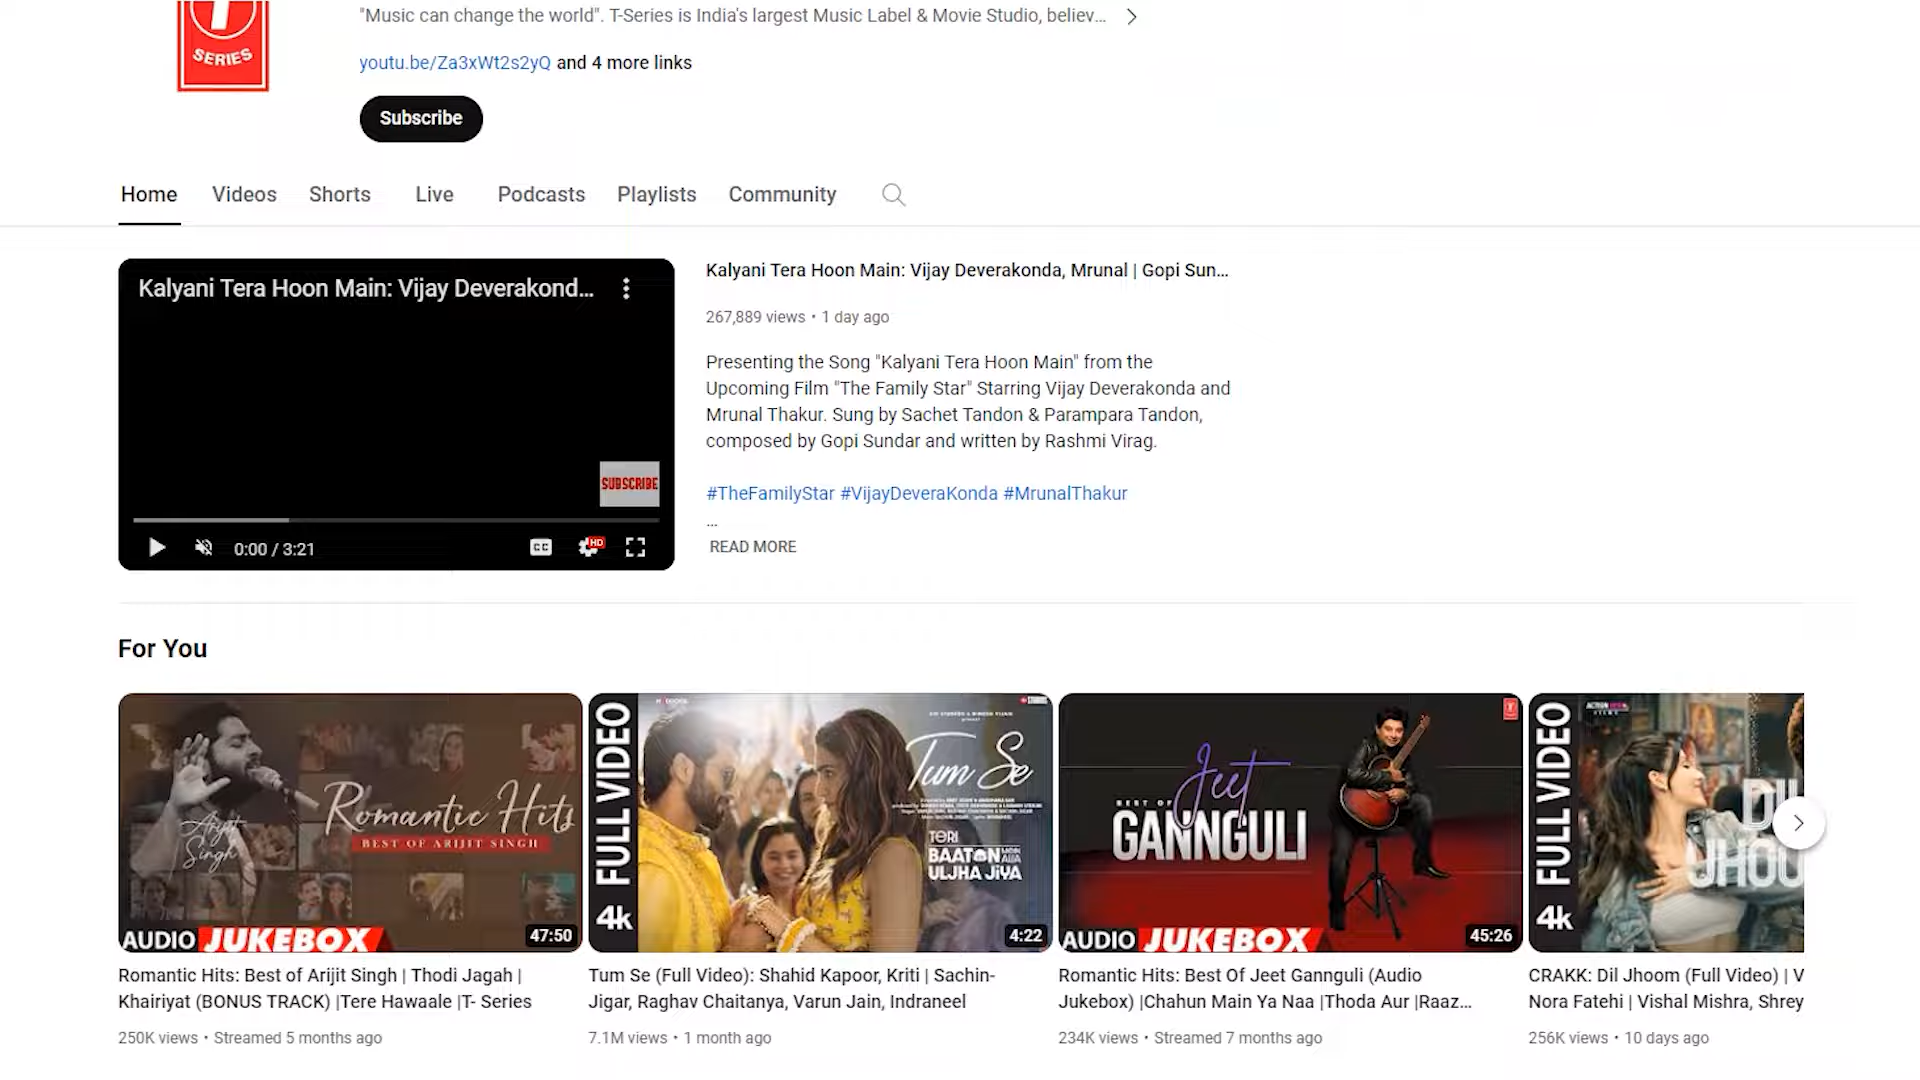 SERIES
"Music can change the world". T-Series is India's largest Music Label & Movie Studio, believ...
youtu.be/Za3xWt2s2yQ and 4 more links
Subscribe
Home Videos Shorts Live Podcasts Playlists Community
Kalyani Tera Hoon Main: Vijay Deverakond...
SUBSCRIBE
0:00 / 3:21
CC
HD
Kalyani Tera Hoon Main: Vijay Deverakonda, Mrunal | Gopi Sun...
267,889 views • 1 day ago
Presenting the Song "Kalyani Tera Hoon Main" from the
Upcoming Film "The Family Star" Starring Vijay Deverakonda and
Mrunal Thakur. Sung by Sachet Tandon & Parampara Tandon,
composed by Gopi Sundar and written by Rashmi Virag.
#TheFamilyStar #VijayDeveraKonda #MrunalThakur
...
READ MORE
For You
Arijit
Singh
Romantic Hits
BEST OF ARIJIT SINGH
AUDIO JUKEBOX
47:50
Romantic Hits: Best of Arijit Singh | Thodi Jagah |
Khairiyat (BONUS TRACK) |Tere Hawaale |T- Series
250K views • Streamed 5 months ago
FULL VIDEO
4k
Tum Se
TERI
BAATON MEIN AISA
ULJHA JIYA
4:22
Tum Se (Full Video): Shahid Kapoor, Kriti | Sachin-
Jigar, Raghav Chaitanya, Varun Jain, Indraneel
7.1M views • 1 month ago
BEST OF
Jeet
GANNGULI
AUDIO JUKEBOX
45:26
Romantic Hits: Best Of Jeet Gannguli (Audio
Jukebox) |Chahun Main Ya Naa |Thoda Aur |Raaz...
234K views • Streamed 7 months ago
FULL VIDEO
4k
DIL
JHOO
CRAKK: Dil Jhoom (Full Video) | V
Nora Fatehi | Vishal Mishra, Shrey
256K views • 10 days ago